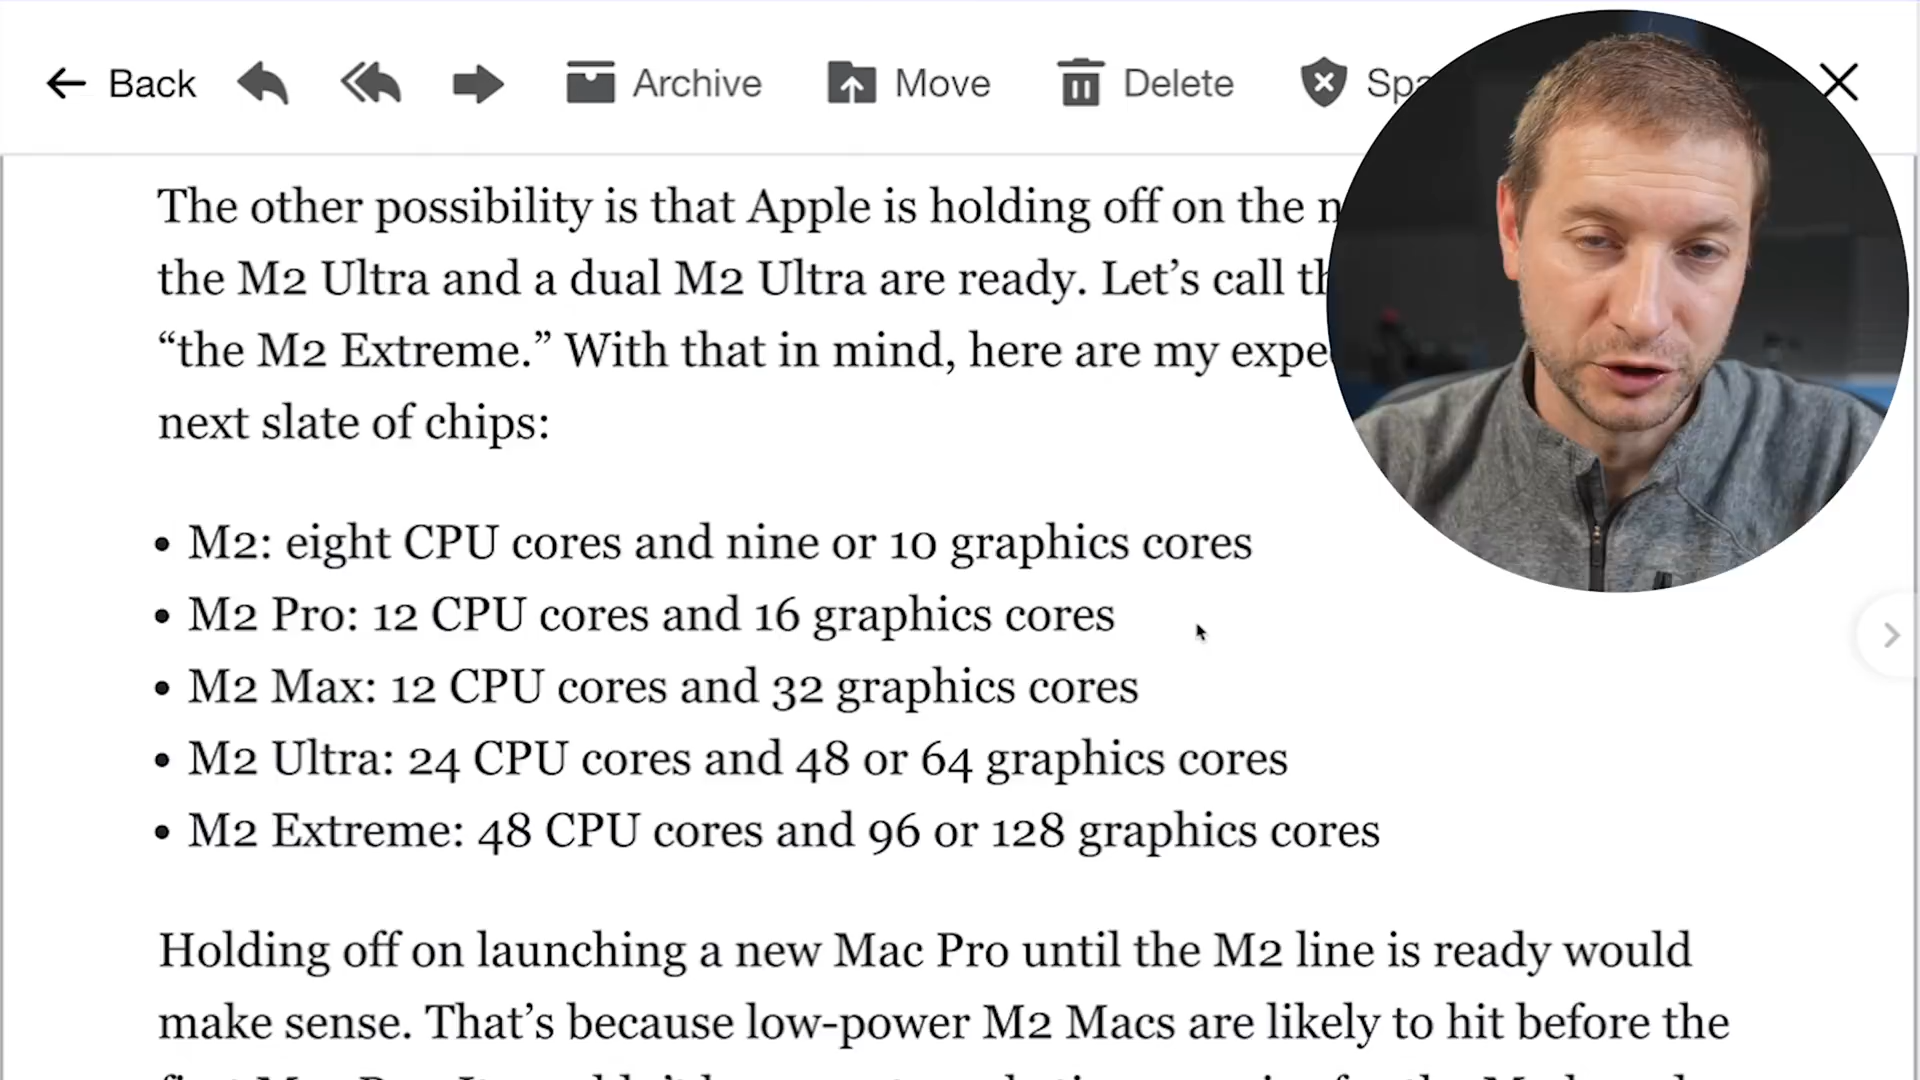 Back Archive Move Delete
The other possibility is that Apple is holding off on the
the M2 Ultra and a dual M2 Ultra are ready. Let’s call
“the M2 Extreme.” With that in mind, here are my
next slate of chips:
• M2: eight CPU cores and nine or 10 graphics cores
• M2 Pro: 12 CPU cores and 16 graphics cores
• M2 Max: 12 CPU cores and 32 graphics cores
• M2 Ultra: 24 CPU cores and 48 or 64 graphics cores
• M2 Extreme: 48 CPU cores and 96 or 128 graphics cores
Holding off on launching a new Mac Pro until the M2 line is ready would
make sense. That’s because low-power M2 Macs are likely to hit before the